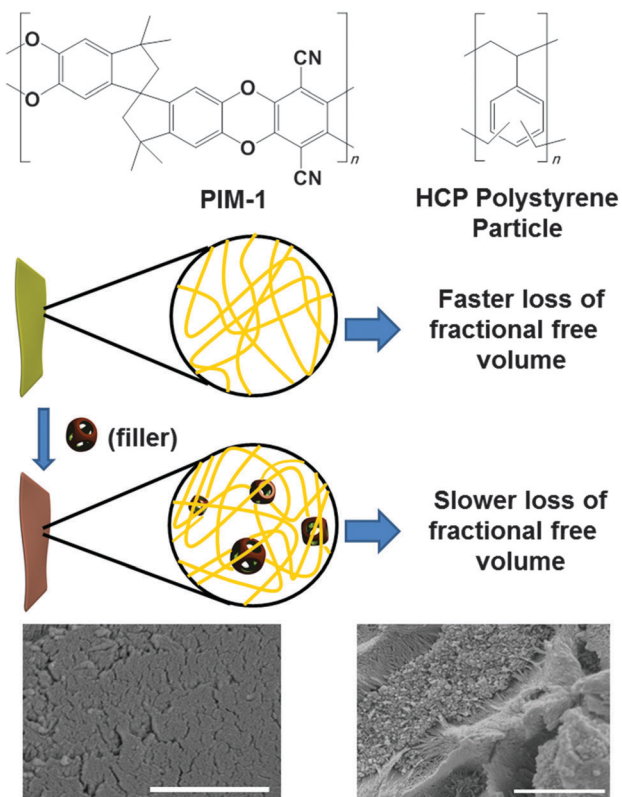 O
O
CN
O
O
CN
n
n
PIM-1
HCP Polystyrene
Particle
Faster loss of
fractional free
volume
(filler)
Slower loss of
fractional free
volume